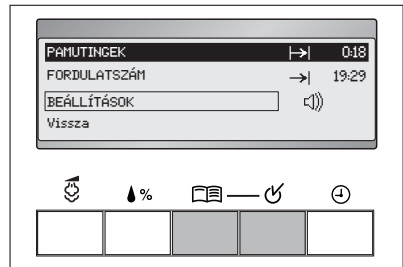 PAMUTINGEK 0:18
FORDULATSZÁM 19:29
BEÁLLÍTÁSOK
Vissza
%